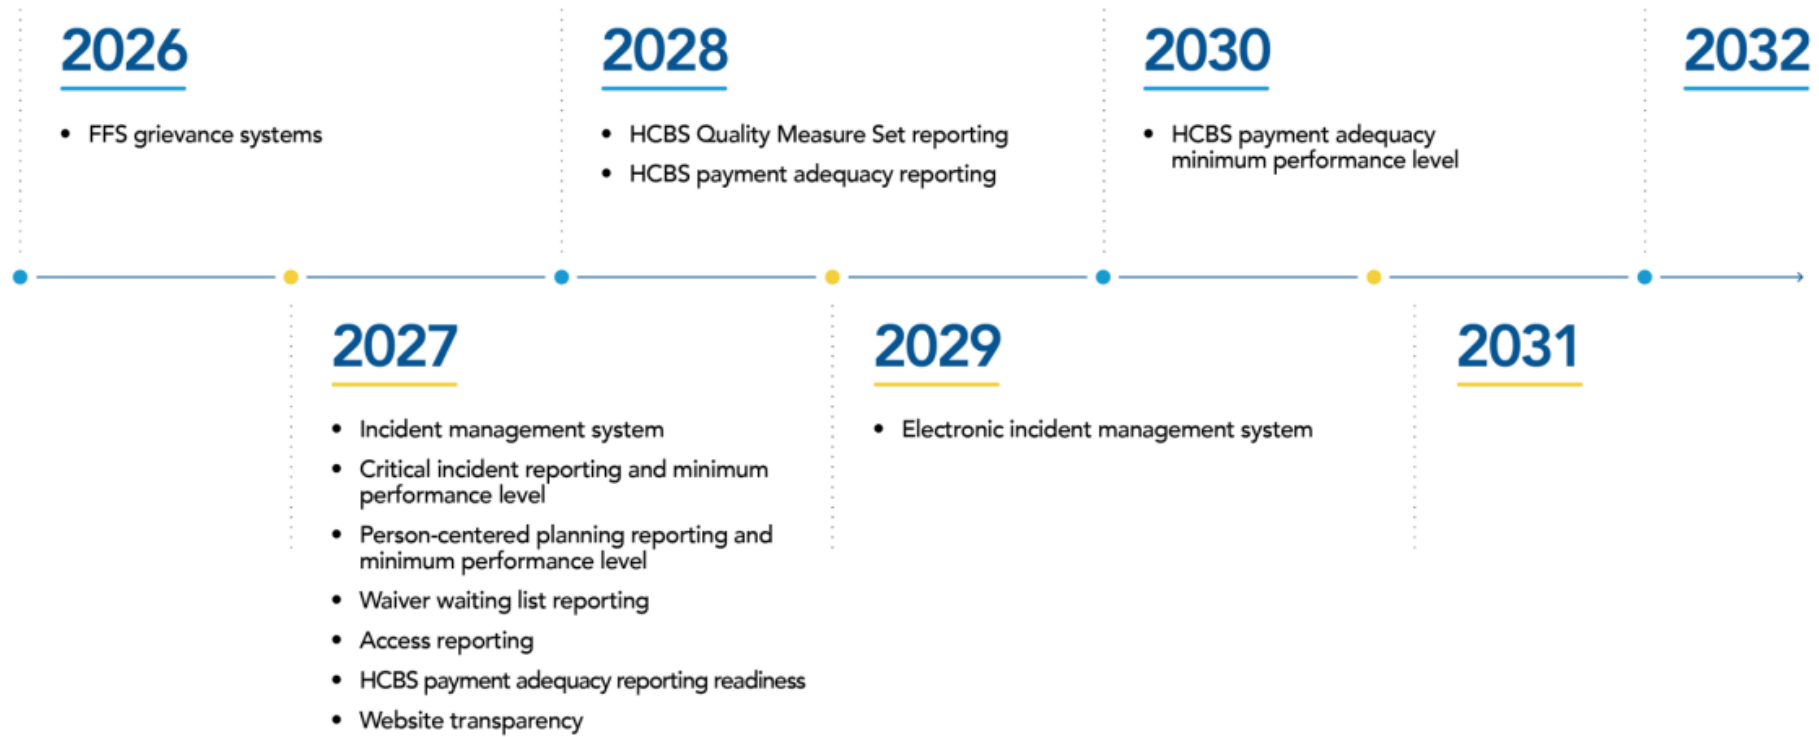 2026
• FFS grievance systems
2028
• HCBS Quality Measure Set reporting
• HCBS payment adequacy reporting
2030
• HCBS payment adequacy
minimum performance level
2032
2027
• Incident management system
• Critical incident reporting and minimum
performance level
• Person-centered planning reporting and
minimum performance level
• Waiver waiting list reporting
• Access reporting
• HCBS payment adequacy reporting readiness
• Website transparency
2029
• Electronic incident management system
2031